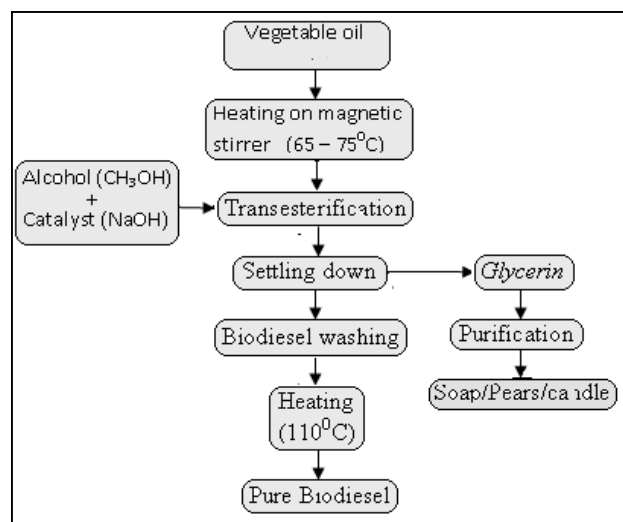 Vegetable oil
Heating on magnetic
stirrer (65 – 75⁰C)
Alcohol (CH₃OH)
+
Catalyst (NaOH)
Transesterification
Settling down
Glycerin
Biodiesel washing
Purification
Heating
(110⁰C)
Soap/Pears/candle
Pure Biodiesel